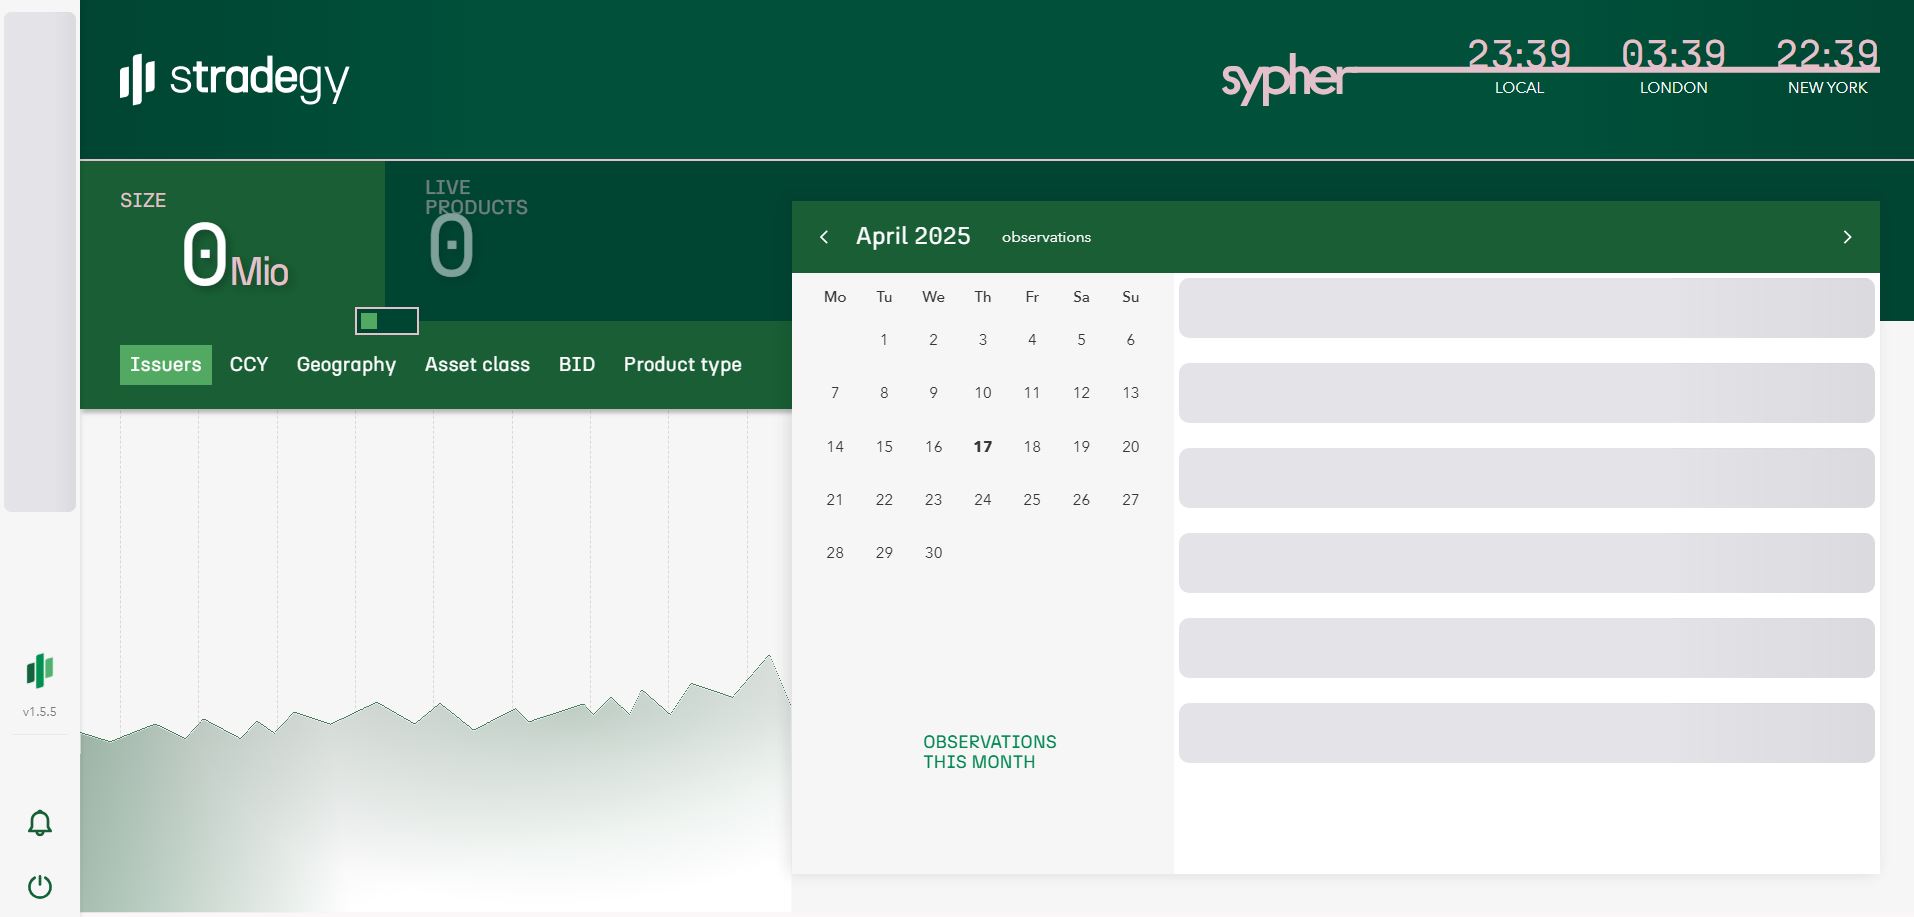 stradegy
sypher
23:39 03:39 22:39
LOCAL LONDON NEW YORK
SIZE
0Mio
LIVE
PRODUCTS
0
Issuers CCY Geography Asset class BID Product type
April 2025 observations
Mo Tu We Th Fr Sa Su
1 2 3 4 5 6
7 8 9 10 11 12 13
14 15 16 17 18 19 20
21 22 23 24 25 26 27
28 29 30
OBSERVATIONS
THIS MONTH
v1.5.5